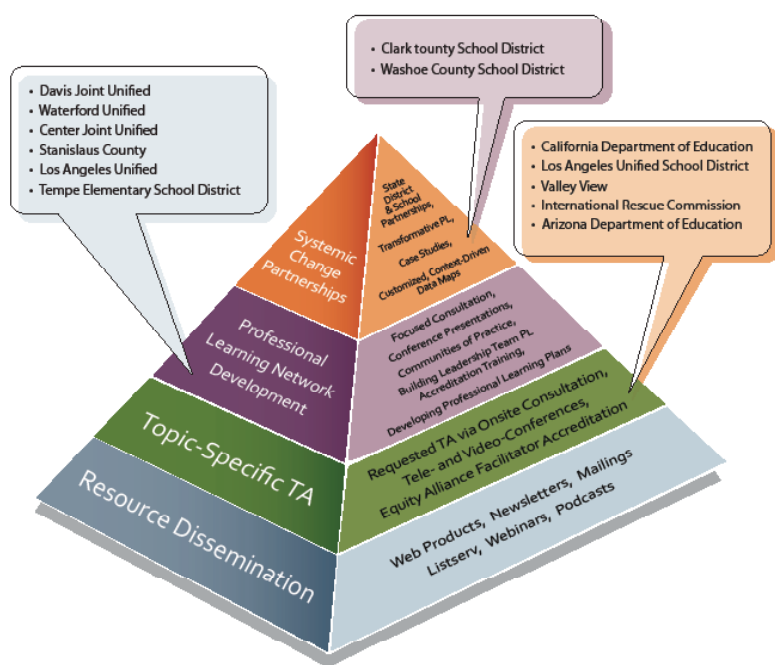 • Clark tounty School District
• Washoe County School District
• Davis Joint Unified
• Waterford Unified
• Center Joint Unified
• Stanislaus County
• Los Angeles Unified
• Tempe Elementary School District
• California Department of Education
• Los Angeles Unified School District
• Valley View
• International Rescue Commission
• Arizona Department of Education
Systemic
Change
Partnerships
State
District
& School
Partnerships,
Transformative PL,
Case Studies,
Customized, Context-Driven
Data Maps
Professional
Learning Network
Development
Focused Consultation,
Conference Presentations,
Communities of Practice,
Building Leadership Team PL
Accreditation Training,
Developing Professional Learning Plans
Topic-Specific TA
Requested TA via Onsite Consultation,
Tele- and Video-Conferences,
Equity Alliance Facilitator Accreditation
Resource Dissemination
Web Products, Newsletters, Mailings
Listserv, Webinars, Podcasts